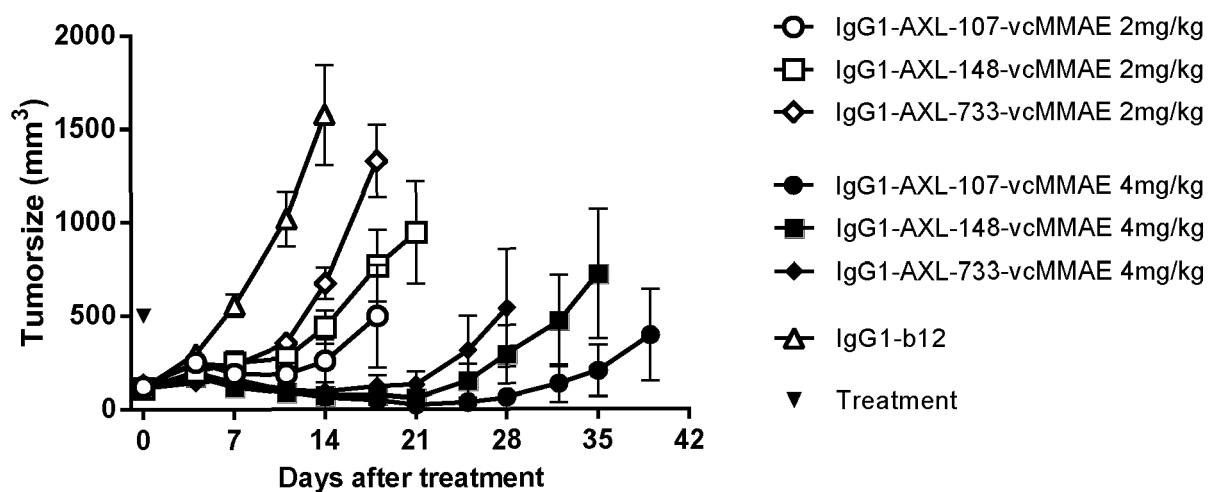 2000
1500
1000
500
0
Tumorsize (mm³)
0 7 14 21 28 35 42
Days after treatment
IgG1-AXL-107-vcMMAE 2mg/kg
IgG1-AXL-148-vcMMAE 2mg/kg
IgG1-AXL-733-vcMMAE 2mg/kg
IgG1-AXL-107-vcMMAE 4mg/kg
IgG1-AXL-148-vcMMAE 4mg/kg
IgG1-AXL-733-vcMMAE 4mg/kg
IgG1-b12
Treatment